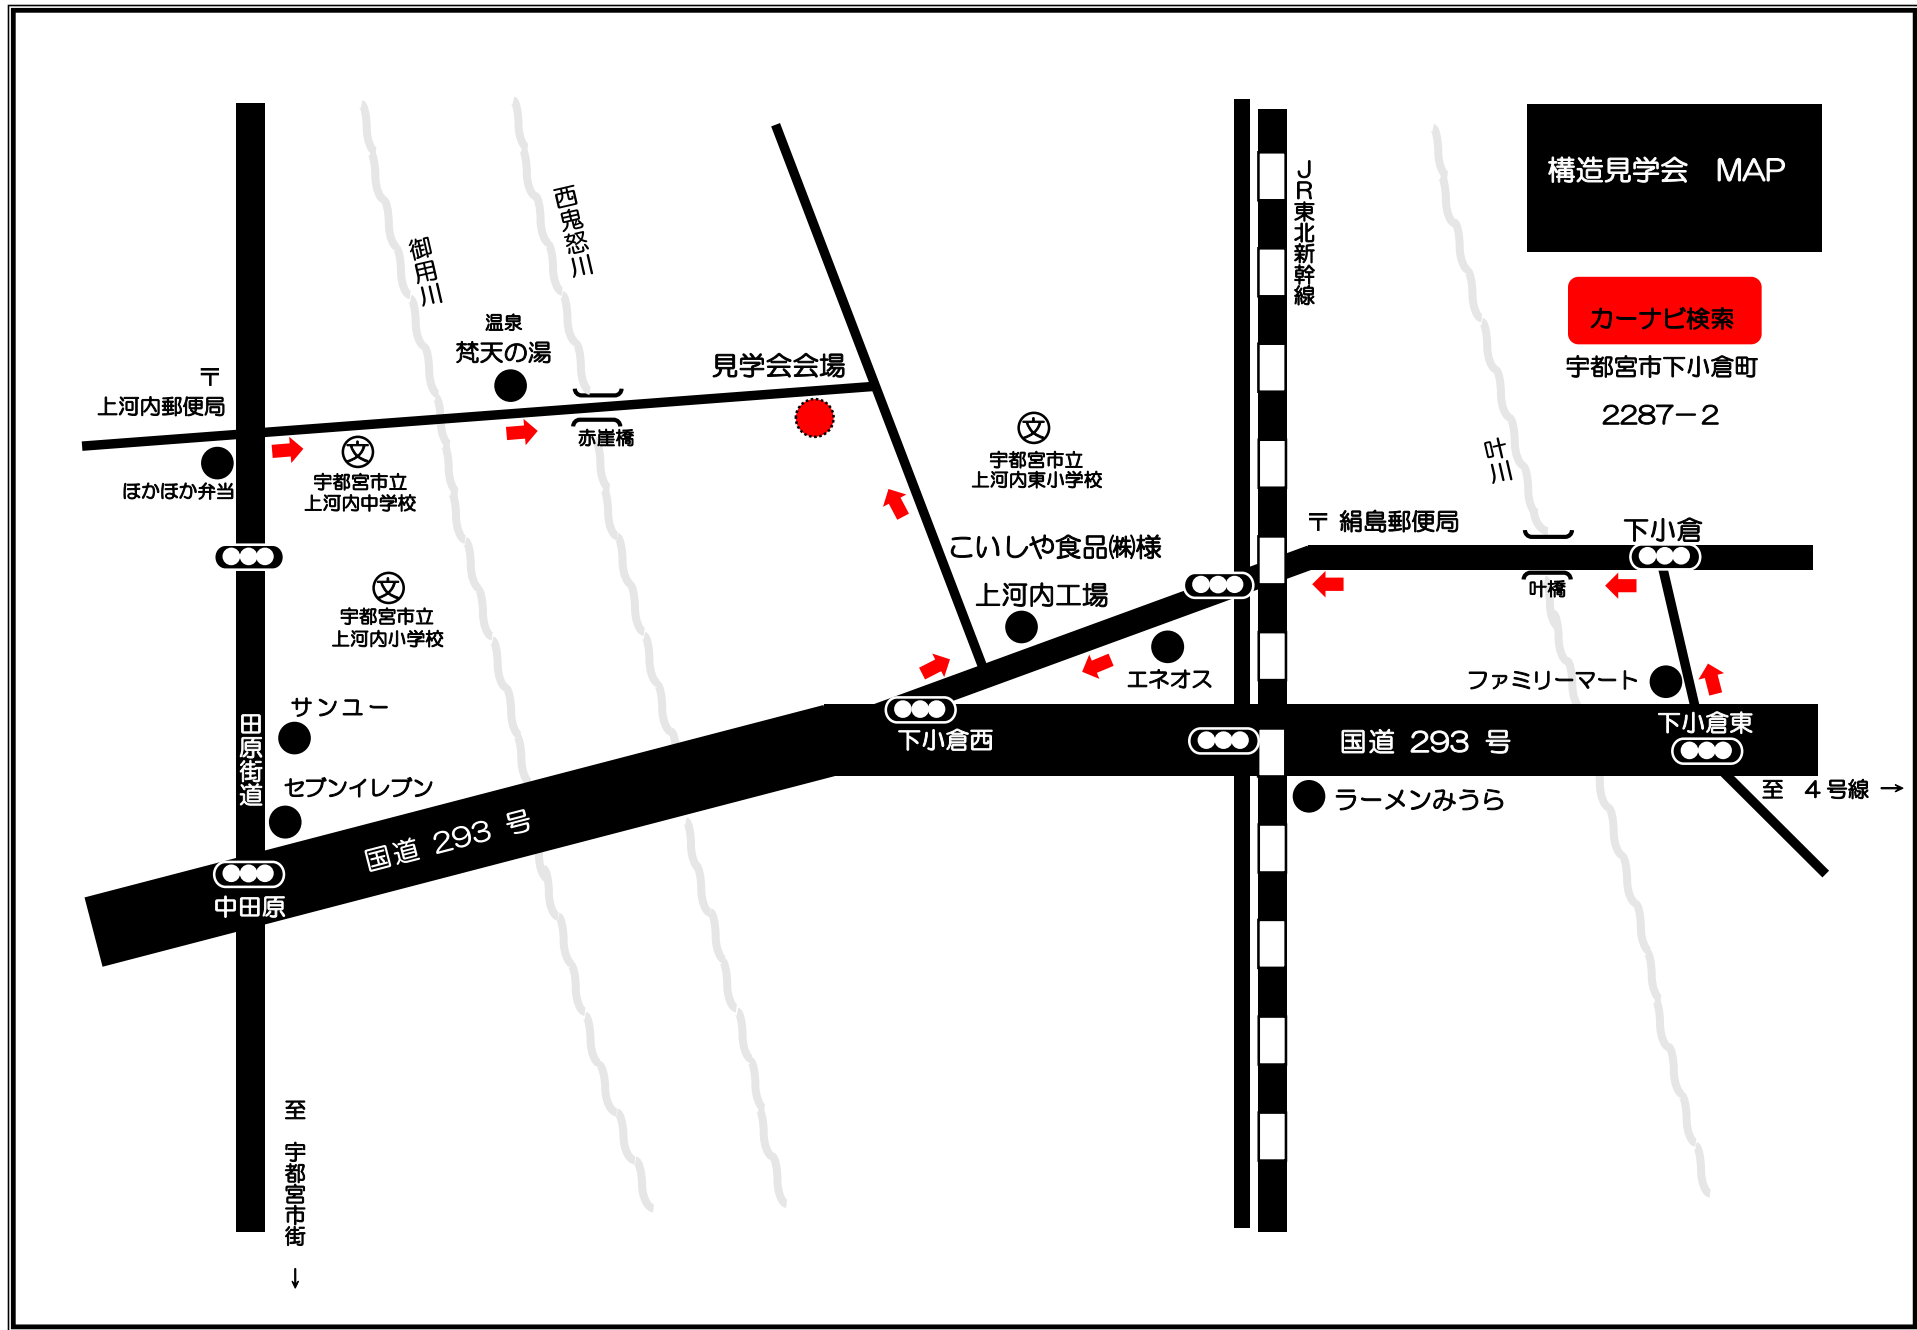 構造見学会　MAP
カーナビ検索
宇都宮市下小倉町
2287－2
ＪＲ東北新幹線
御用川
西鬼怒川
温泉
梵天の湯
見学会会場
〒
上河内郵便局
ほかほか弁当
赤崖橋
文
宇都宮市立
上河内中学校
文
宇都宮市立
上河内東小学校
叶川
〒 絹島郵便局
下小倉
叶橋
こいしや食品㈱様
上河内工場
エネオス
文
宇都宮市立
上河内小学校
ファミリーマート
下小倉東
サンユー
田原街道
セブンイレブン
下小倉西
国道 293 号
至　4号線 →
ラーメンみうら
国道 293 号
中田原
至　宇都宮市街　↓